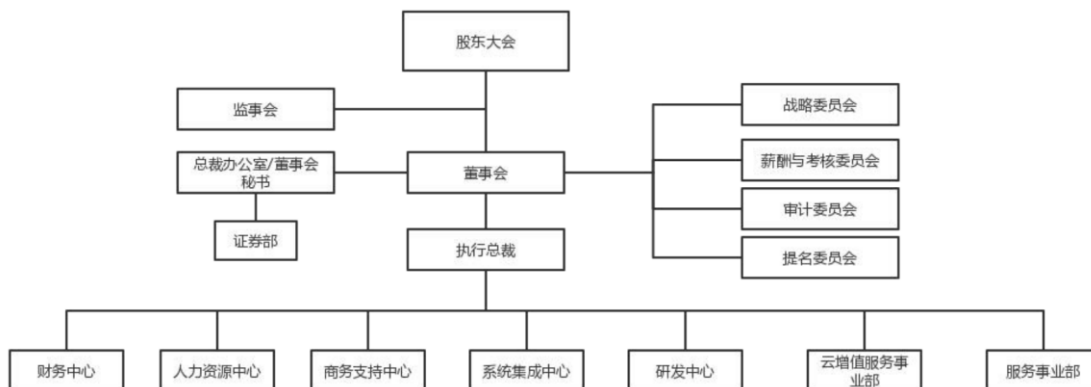 股东大会
监事会
战略委员会
总裁办公室/董事会
秘书
董事会
薪酬与考核委员会
审计委员会
证券部
执行总裁
提名委员会
财务中心
人力资源中心
商务支持中心
系统集成中心
研发中心
云增值服务事
业部
服务事业部